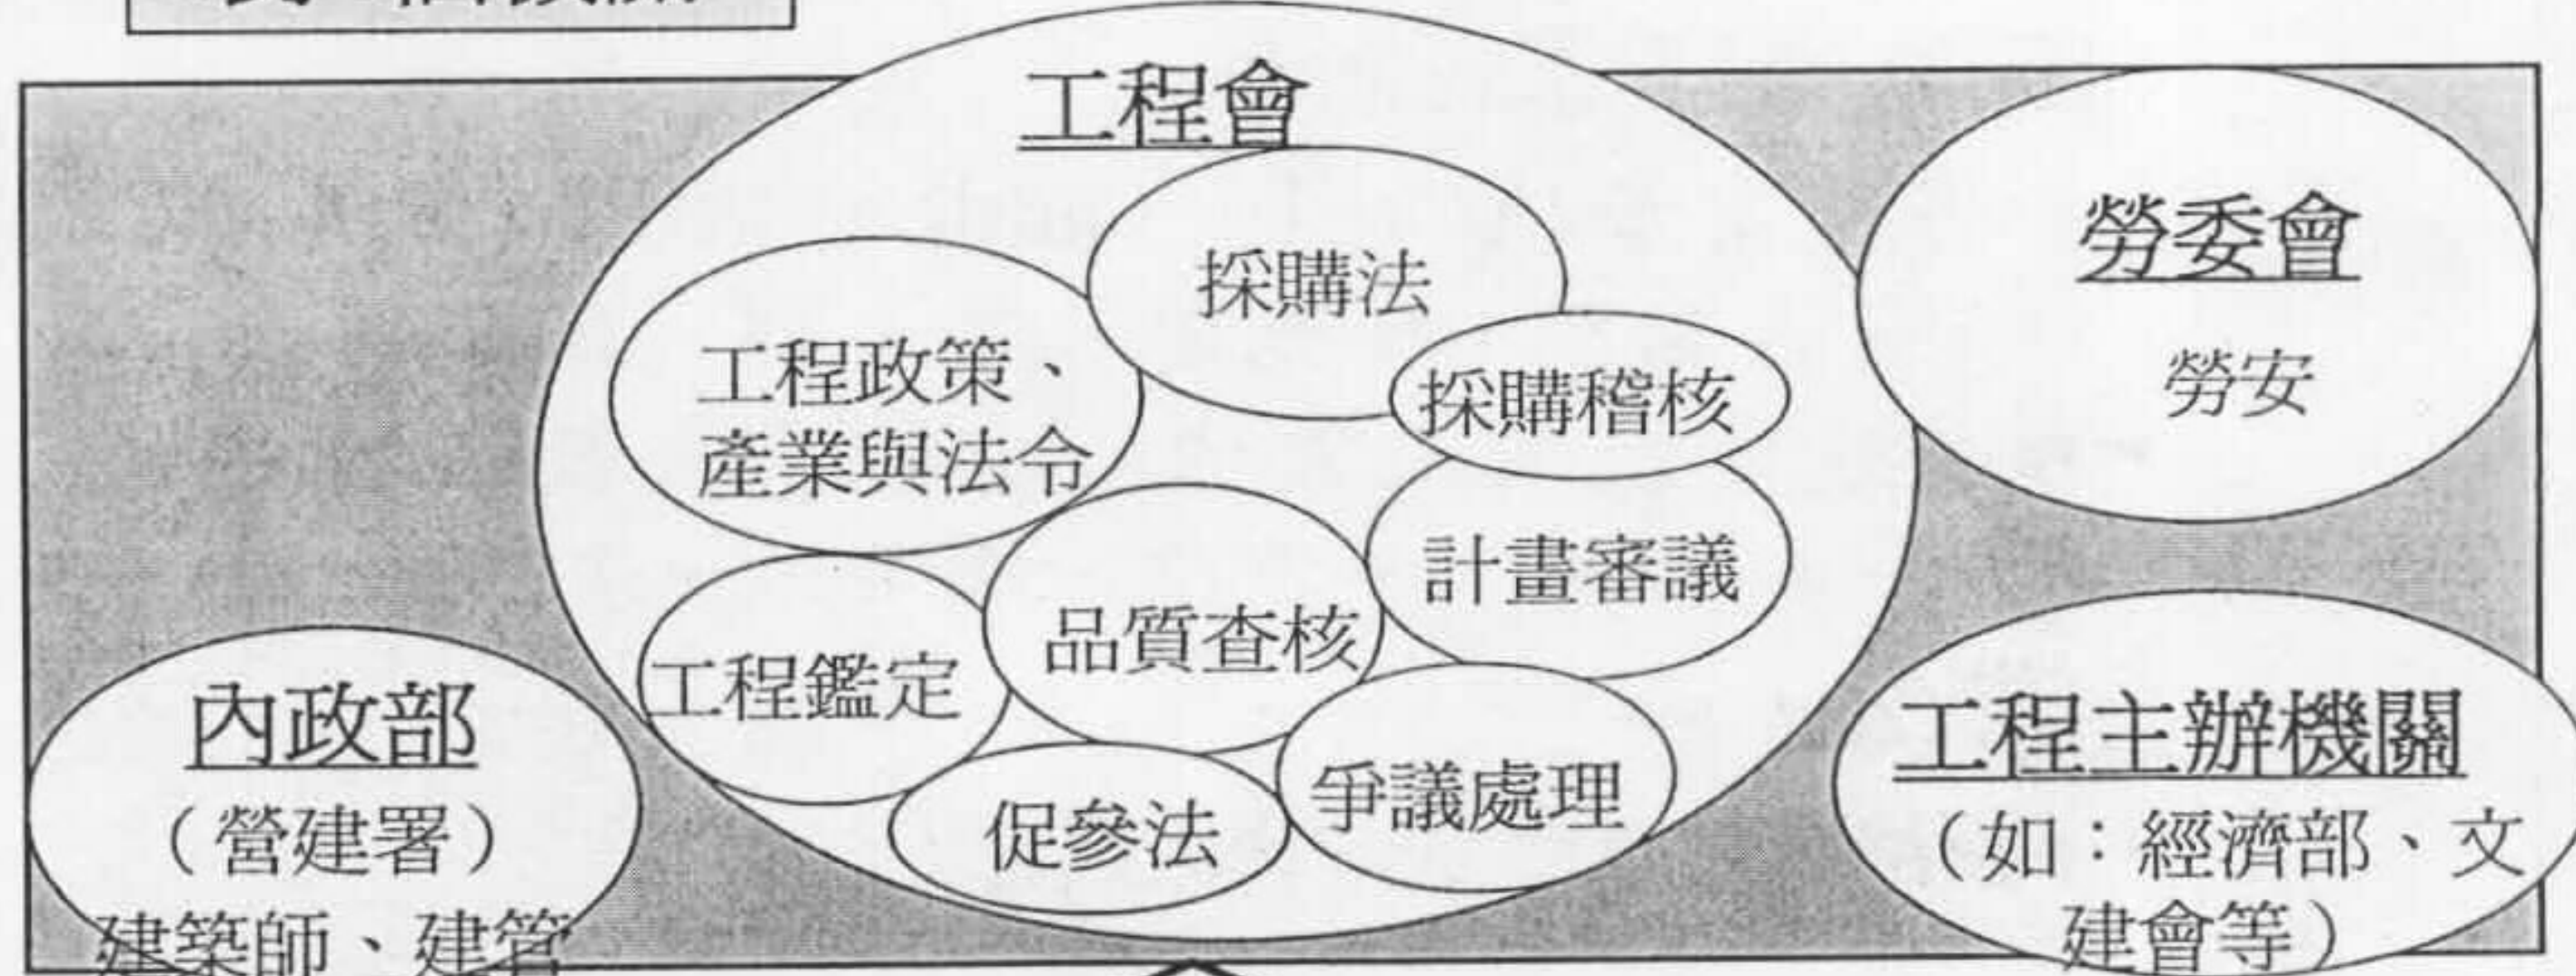 工程會
採購法
工程政策、
產業與法令
採購稽核
計畫審議
品質查核
工程鑑定
促參法
爭議處理
勞委會
勞安
內政部
（營建署）
建築師、建管
工程主辦機關
（如：經濟部、文
建會等）